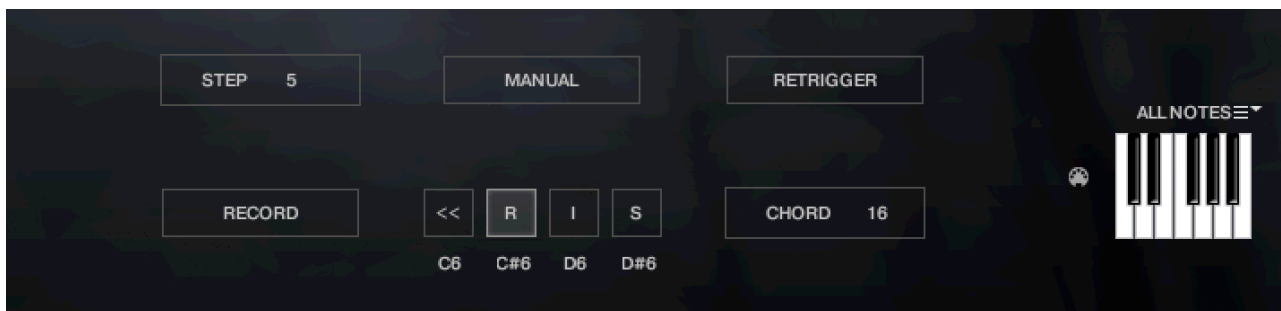 STEP 5 MANUAL RETRIGGER
ALL NOTES
RECORD << R I S CHORD 16
C6 C#6 D6 D#6